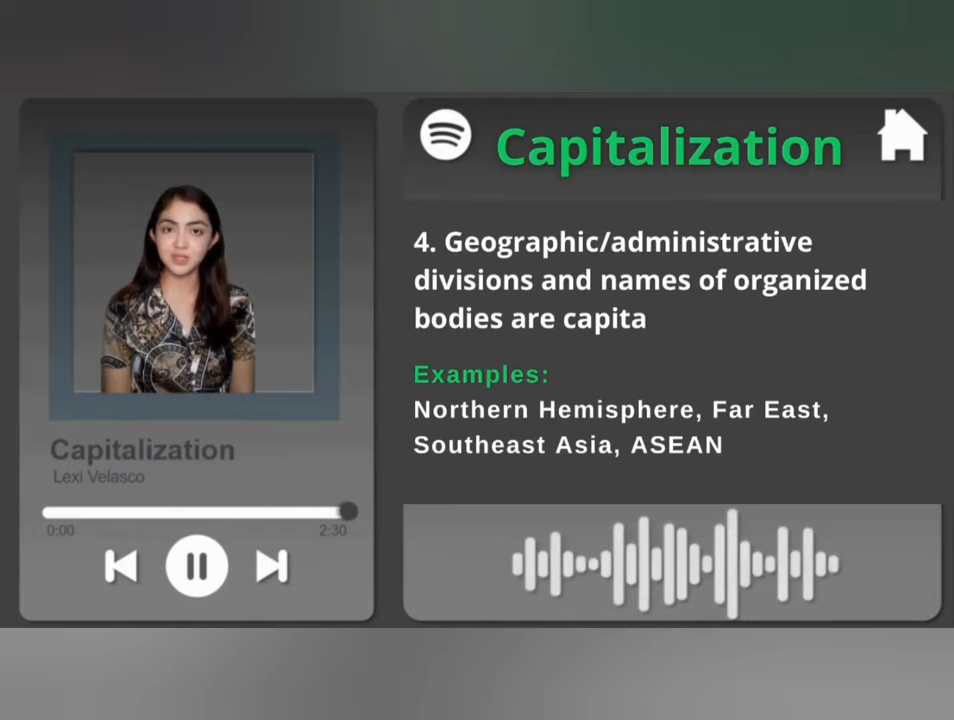 Capitalization
4. Geographic/administrative
divisions and names of organized
bodies are capita
Examples:
Northern Hemisphere, Far East,
Southeast Asia, ASEAN
Capitalization
Lexi Velasco
0:00 2:30